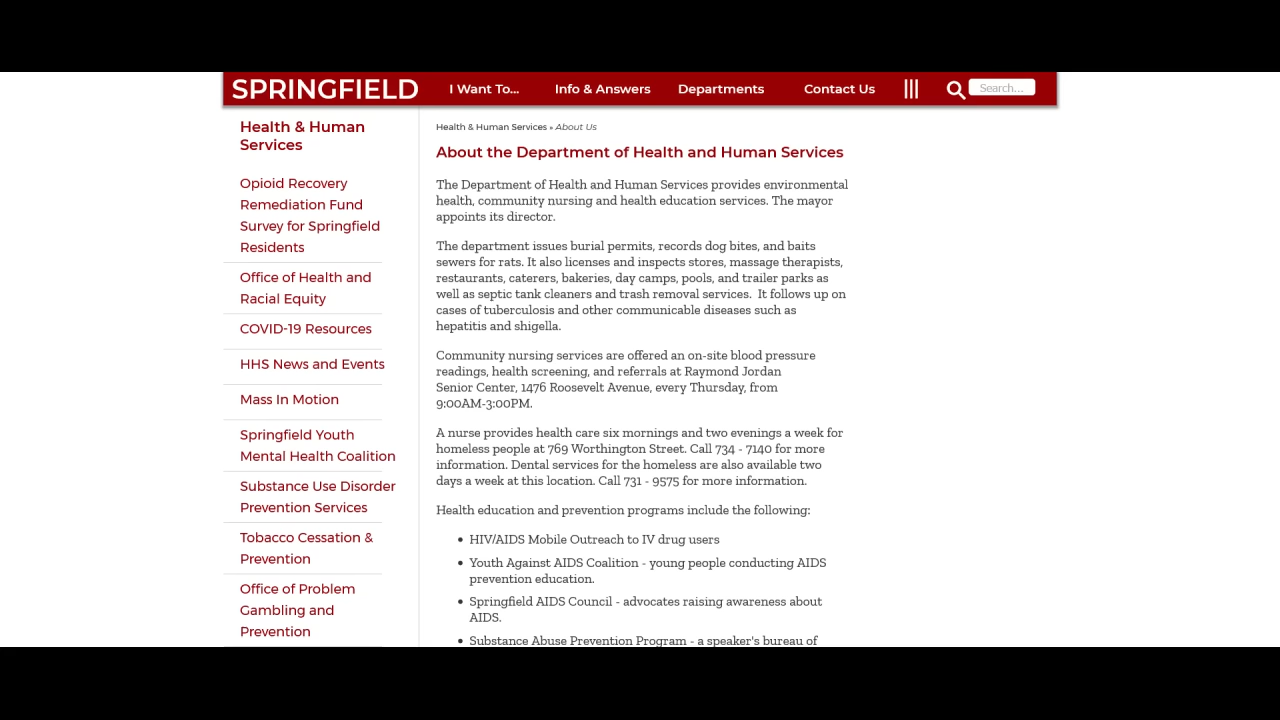 SPRINGFIELD
I Want To...
Info & Answers
Departments
Contact Us
Search...
Health & Human
Services
Opioid Recovery
Remediation Fund
Survey for Springfield
Residents
Office of Health and
Racial Equity
COVID-19 Resources
HHS News and Events
Mass In Motion
Springfield Youth
Mental Health Coalition
Substance Use Disorder
Prevention Services
Tobacco Cessation &
Prevention
Office of Problem
Gambling and
Prevention
Health & Human Services » About Us
About the Department of Health and Human Services
The Department of Health and Human Services provides environmental
health, community nursing and health education services. The mayor
appoints its director.
The department issues burial permits, records dog bites, and baits
sewers for rats. It also licenses and inspects stores, massage therapists,
restaurants, caterers, bakeries, day camps, pools, and trailer parks as
well as septic tank cleaners and trash removal services.  It follows up on
cases of tuberculosis and other communicable diseases such as
hepatitis and shigella.
Community nursing services are offered an on-site blood pressure
readings, health screening, and referrals at Raymond Jordan
Senior Center, 1476 Roosevelt Avenue, every Thursday, from
9:00AM-3:00PM.
A nurse provides health care six mornings and two evenings a week for
homeless people at 769 Worthington Street. Call 734 - 7140 for more
information. Dental services for the homeless are also available two
days a week at this location. Call 731 - 9575 for more information.
Health education and prevention programs include the following:
• HIV/AIDS Mobile Outreach to IV drug users
• Youth Against AIDS Coalition - young people conducting AIDS
prevention education.
• Springfield AIDS Council - advocates raising awareness about
AIDS.
• Substance Abuse Prevention Program - a speaker's bureau of